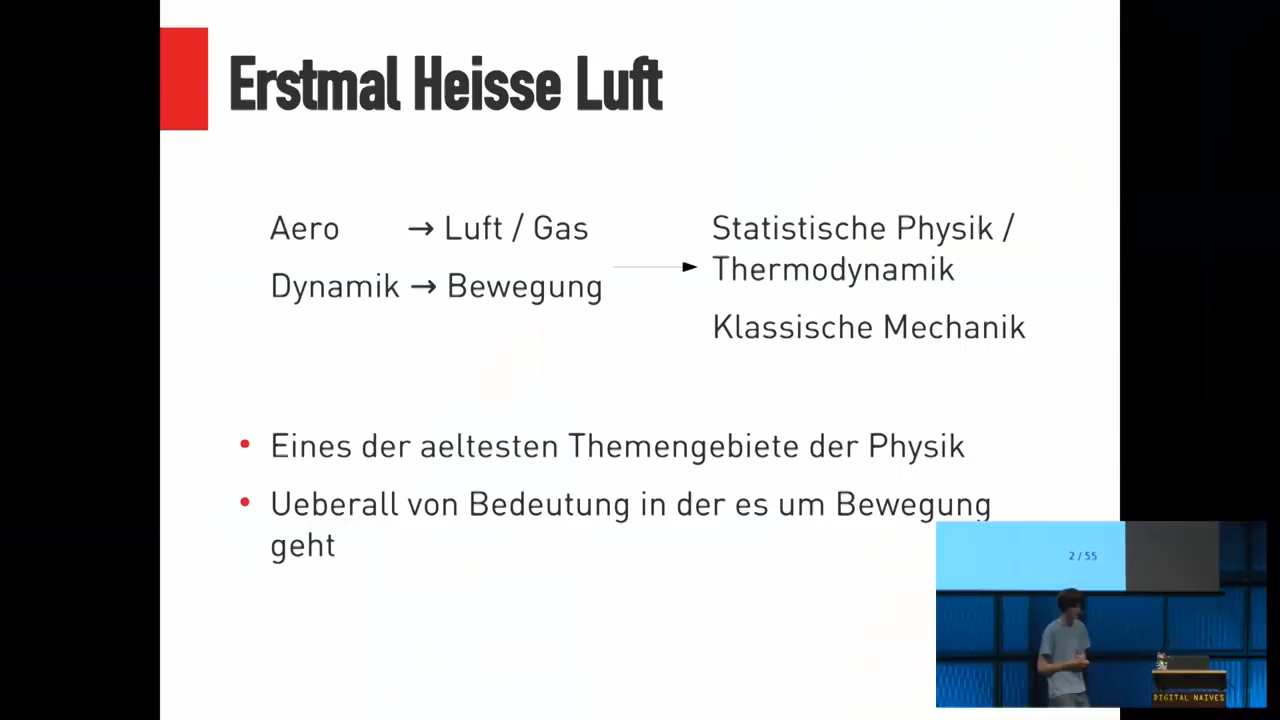 Erstmal Heisse Luft
Aero → Luft / Gas
Dynamik → Bewegung
Statistische Physik /
Thermodynamik
Klassische Mechanik
• Eines der aeltesten Themengebiete der Physik
• Ueberall von Bedeutung in der es um Bewegung
geht
2 / 55
DIGITAL NAIVES